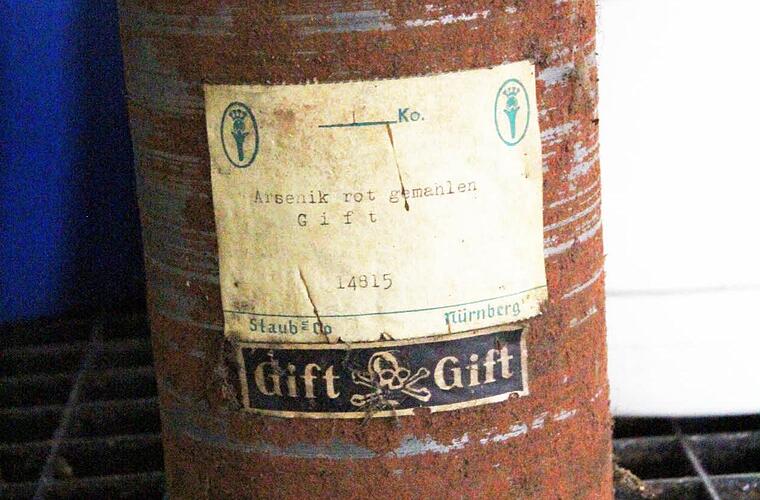 1 Ko.
Arsenik rot gemahlen
Gift
14815
Staub & Co Nürnberg
Gift Gift